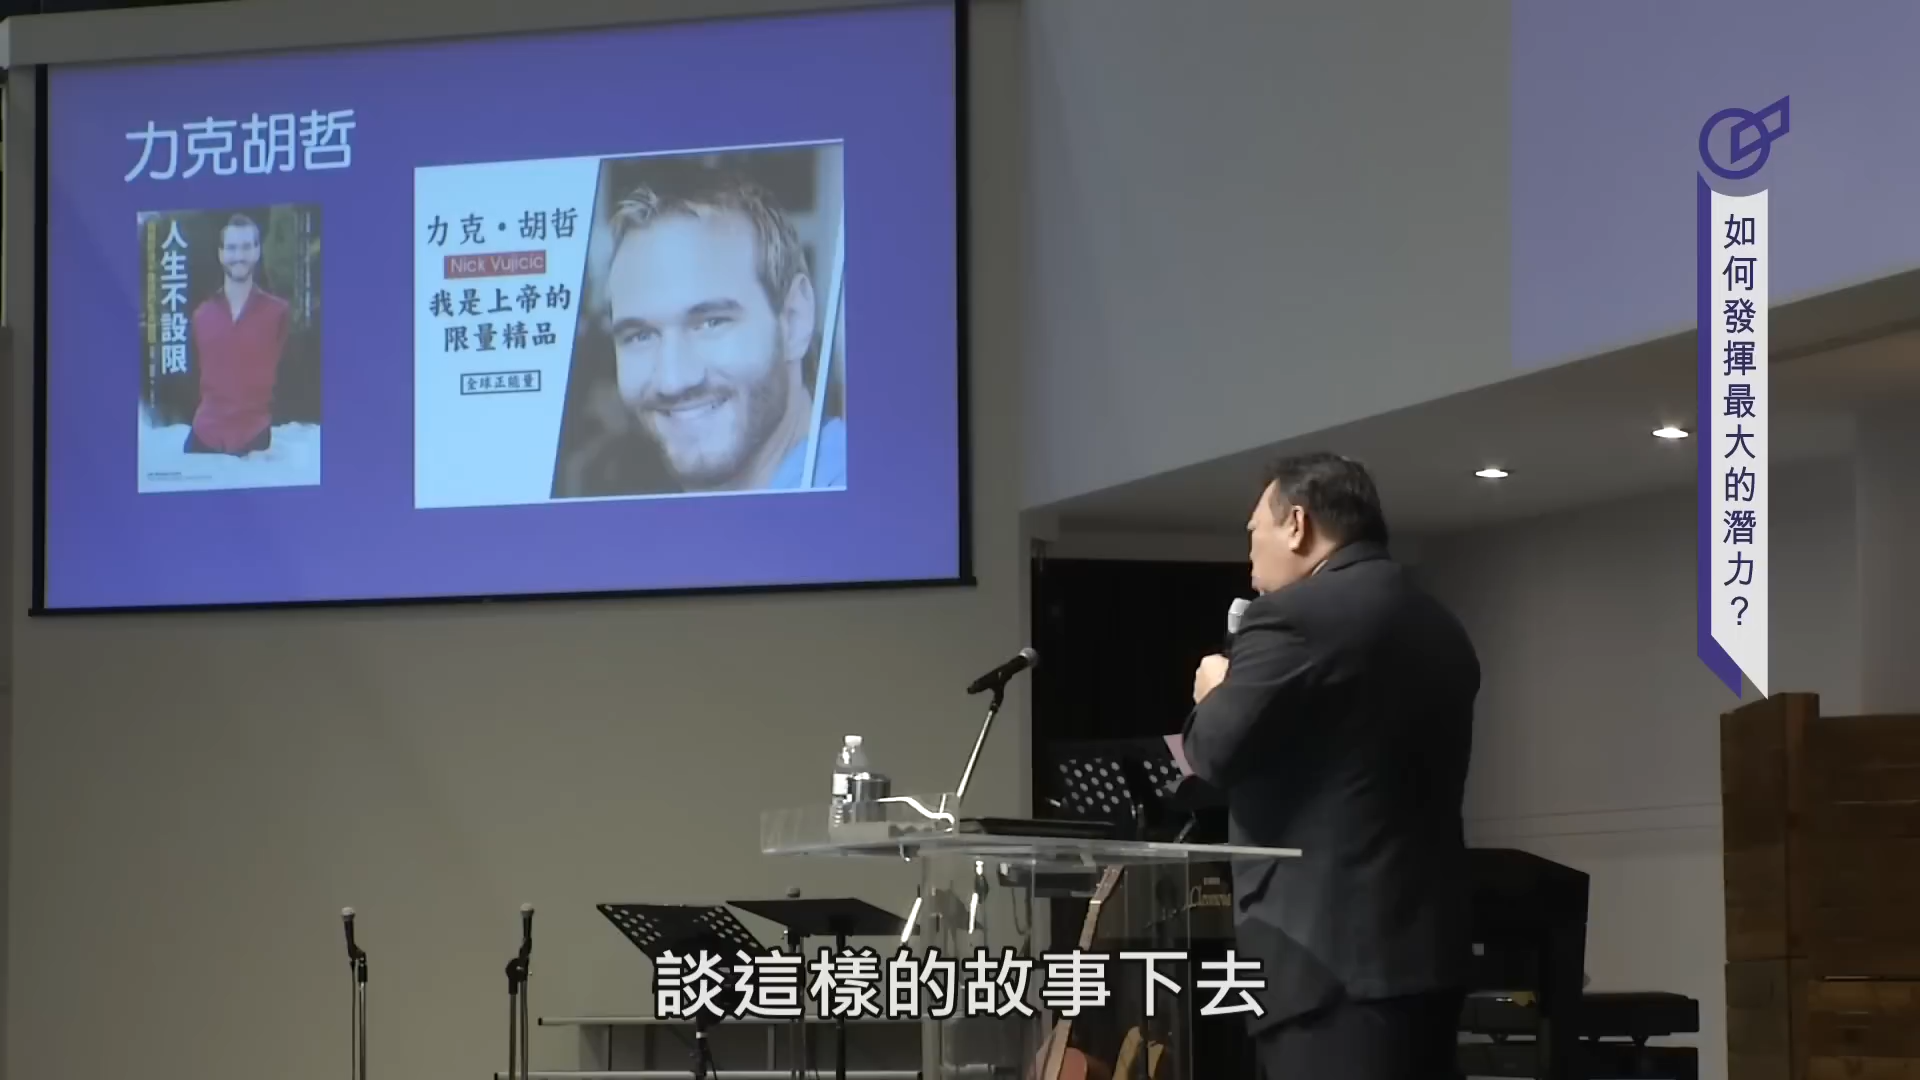 力克胡哲
人生不設限
力克·胡哲
Nick Vujicic
我是上帝的
限量精品
全球正能量
如何發揮最大的潛力?
談這樣的故事下去